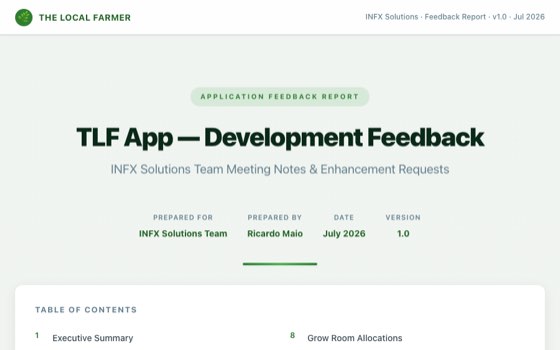 THE LOCAL FARMER
INFX Solutions · Feedback Report · v1.0 · Jul 2026
APPLICATION FEEDBACK REPORT
TLF App — Development Feedback
INFX Solutions Team Meeting Notes & Enhancement Requests
PREPARED FOR
INFX Solutions Team
PREPARED BY
Ricardo Maio
DATE
July 2026
VERSION
1.0
TABLE OF CONTENTS
1 Executive Summary
8 Grow Room Allocations